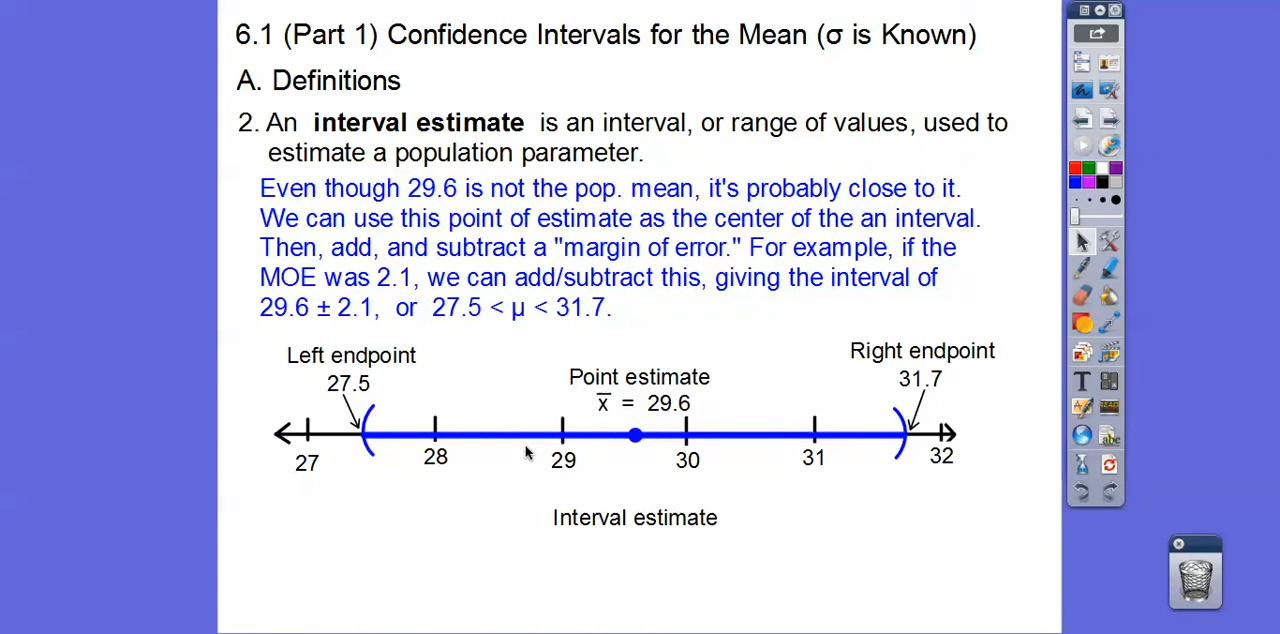 6.1 (Part 1) Confidence Intervals for the Mean (σ is Known)
A. Definitions
2. An interval estimate is an interval, or range of values, used to
estimate a population parameter.
Even though 29.6 is not the pop. mean, it's probably close to it.
We can use this point of estimate as the center of the an interval.
Then, add, and subtract a "margin of error." For example, if the
MOE was 2.1, we can add/subtract this, giving the interval of
29.6 ± 2.1, or 27.5 < μ < 31.7.
Left endpoint
27.5
Point estimate
x̅ = 29.6
Right endpoint
31.7
27 28 29 30 31 32
Interval estimate